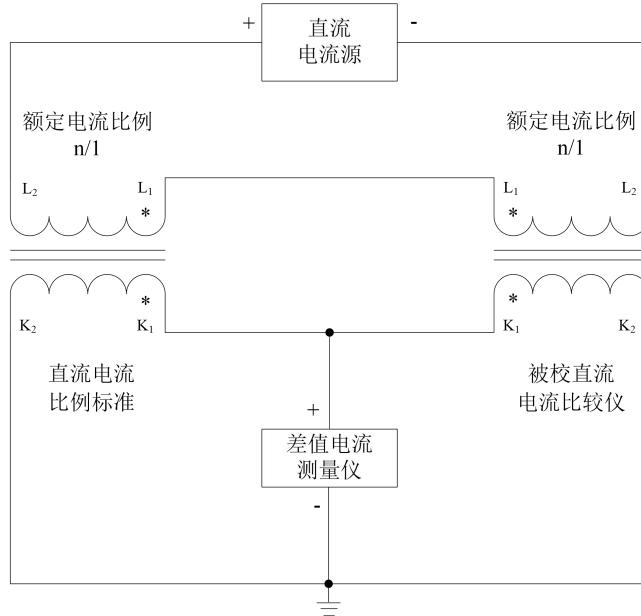 +
直流
电流源
-
额定电流比例
n/1
额定电流比例
n/1
L₂
L₁
L₁
L₂
*
*
*
*
K₂
K₁
K₁
K₂
直流电流
比例标准
被校直流
电流比较仪
+
差值电流
测量仪
-